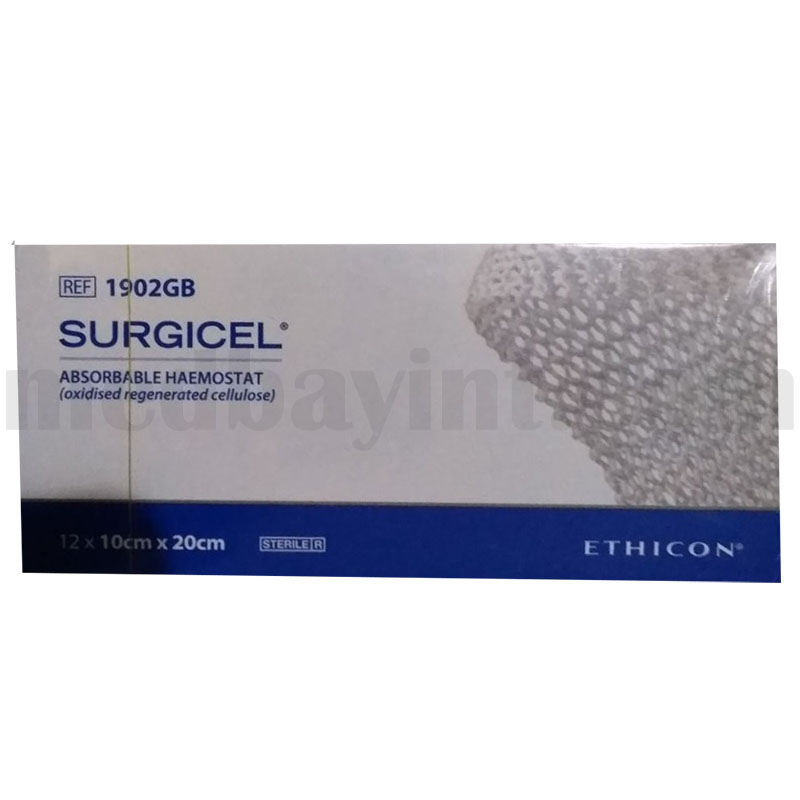 REF 1902GB
SURGICEL®
ABSORBABLE HAEMOSTAT
(oxidised regenerated cellulose)
12 x 10cm x 20cm STERILE R
ETHICON®